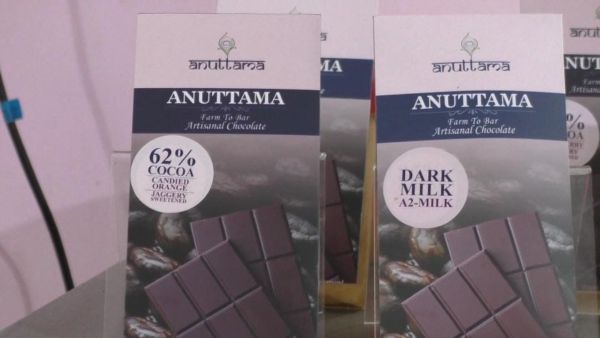 anuttama
ANUTTAMA
Farm To Bar
Artisanal Chocolate
62%
COCOA
CANDIED
ORANGE
JAGGERY
SWEETENED
anuttama
ANUTTAMA
Farm To Bar
Artisanal Chocolate
DARK
MILK
A2-MILK